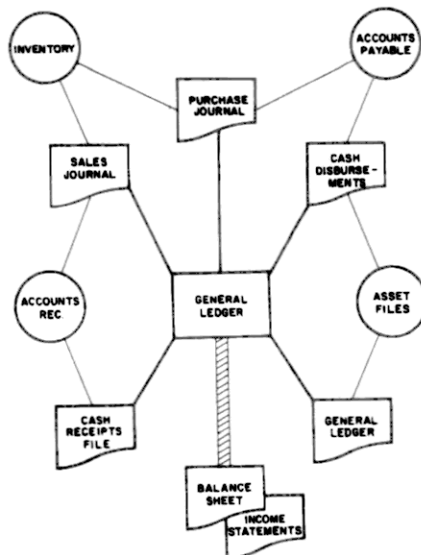 INVENTORY
ACCOUNTS
PAYABLE
PURCHASE
JOURNAL
SALES
JOURNAL
CASH
DISBURSE-
MENTS
GENERAL
LEDGER
ACCOUNTS
REC.
ASSET
FILES
CASH
RECEIPTS
FILE
GENERAL
LEDGER
BALANCE
SHEET
INCOME
STATEMENTS